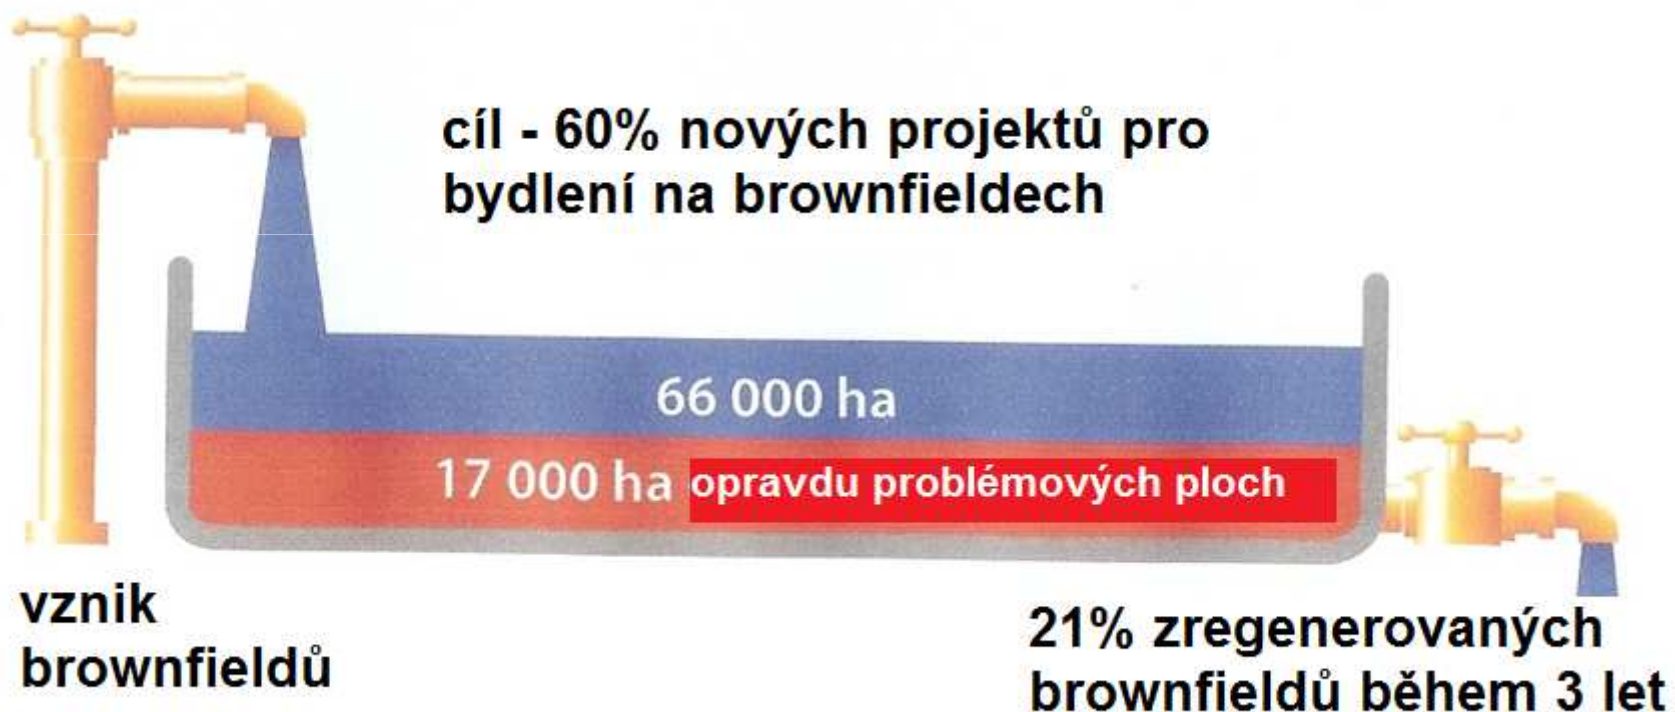 cíl - 60% nových projektů pro
bydlení na brownfieldech
66 000 ha
17 000 ha opravdu problémových ploch
vznik
brownfieldů
21% zregenerovaných
brownfieldů během 3 let